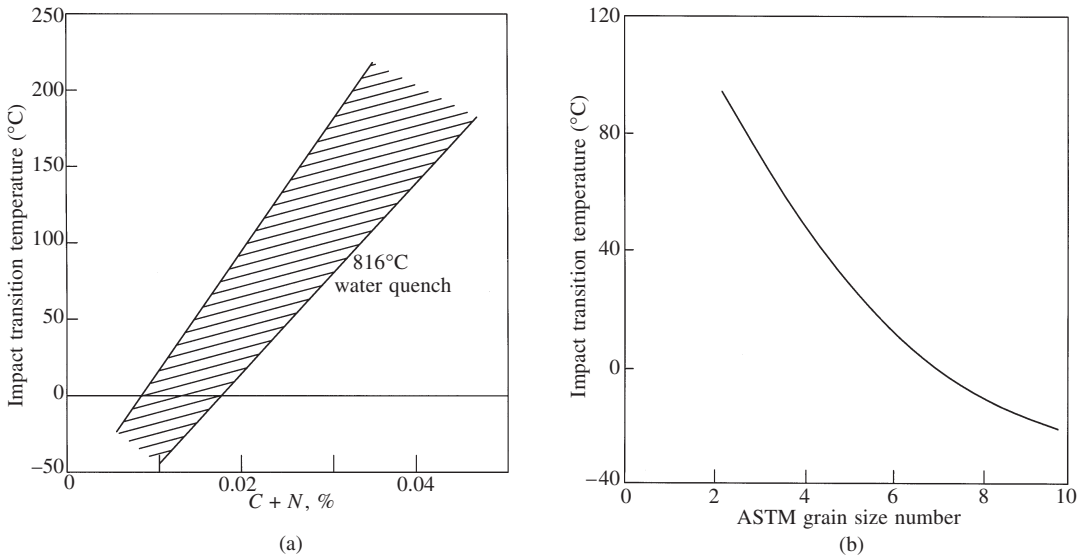 250
200
150
100
50
0
–50
Impact transition temperature (°C)
816°C
water quench
0
0.02
0.04
C + N, %
(a)
120
80
40
0
–40
Impact transition temperature (°C)
0
2
4
6
8
10
ASTM grain size number
(b)